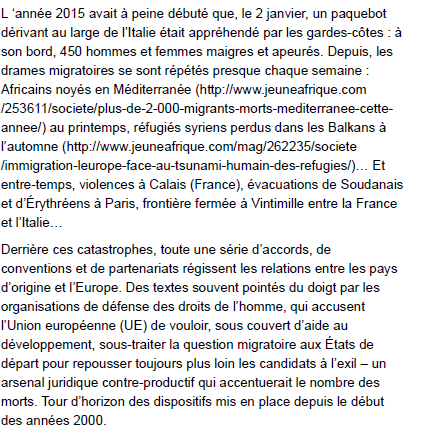 L ‘année 2015 avait à peine débuté que, le 2 janvier, un paquebot
dérivant au large de l’Italie était appréhendé par les gardes-côtes : à
son bord, 450 hommes et femmes maigres et apeurés. Depuis, les
drames migratoires se sont répétés presque chaque semaine :
Africains noyés en Méditerranée (http://www.jeuneafrique.com
/253611/societe/plus-de-2-000-migrants-morts-mediterranee-cette-
annee/) au printemps, réfugiés syriens perdus dans les Balkans à
l’automne (http://www.jeuneafrique.com/mag/262235/societe
/immigration-leurope-face-au-tsunami-humain-des-refugies/)… Et
entre-temps, violences à Calais (France), évacuations de Soudanais
et d’Érythréens à Paris, frontière fermée à Vintimille entre la France
et l’Italie…
Derrière ces catastrophes, toute une série d’accords, de
conventions et de partenariats régissent les relations entre les pays
d’origine et l’Europe. Des textes souvent pointés du doigt par les
organisations de défense des droits de l’homme, qui accusent
l’Union européenne (UE) de vouloir, sous couvert d’aide au
développement, sous-traiter la question migratoire aux États de
départ pour repousser toujours plus loin les candidats à l’exil – un
arsenal juridique contre-productif qui accentuerait le nombre des
morts. Tour d’horizon des dispositifs mis en place depuis le début
des années 2000.